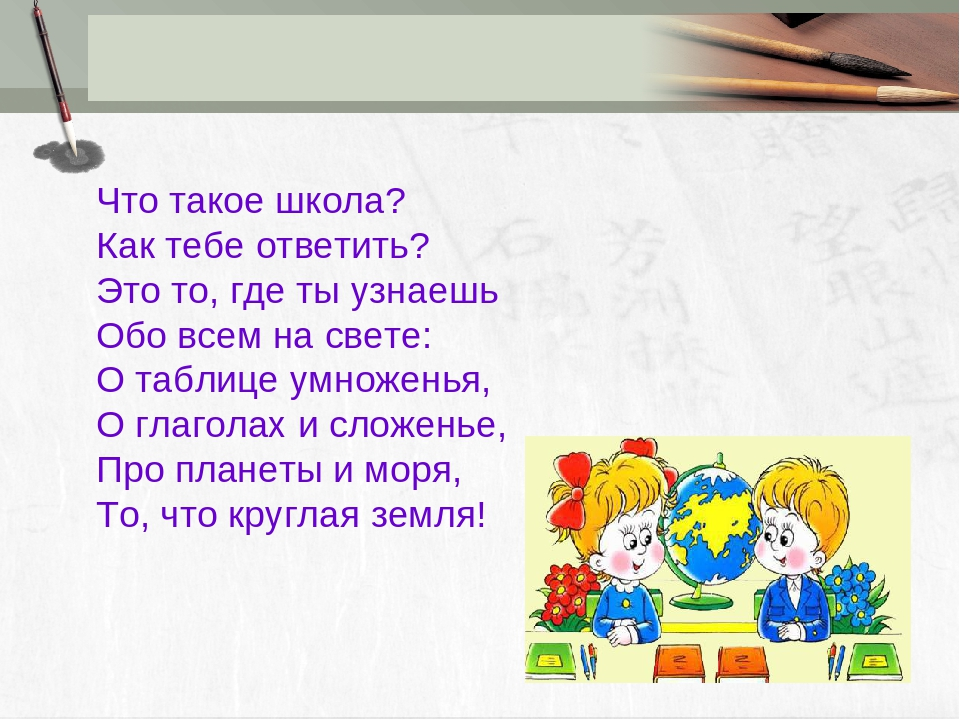 Что такое школа?
Как тебе ответить?
Это то, где ты узнаешь
Обо всем на свете:
О таблице умноженья,
О глаголах и сложенье,
Про планеты и моря,
То, что круглая земля!